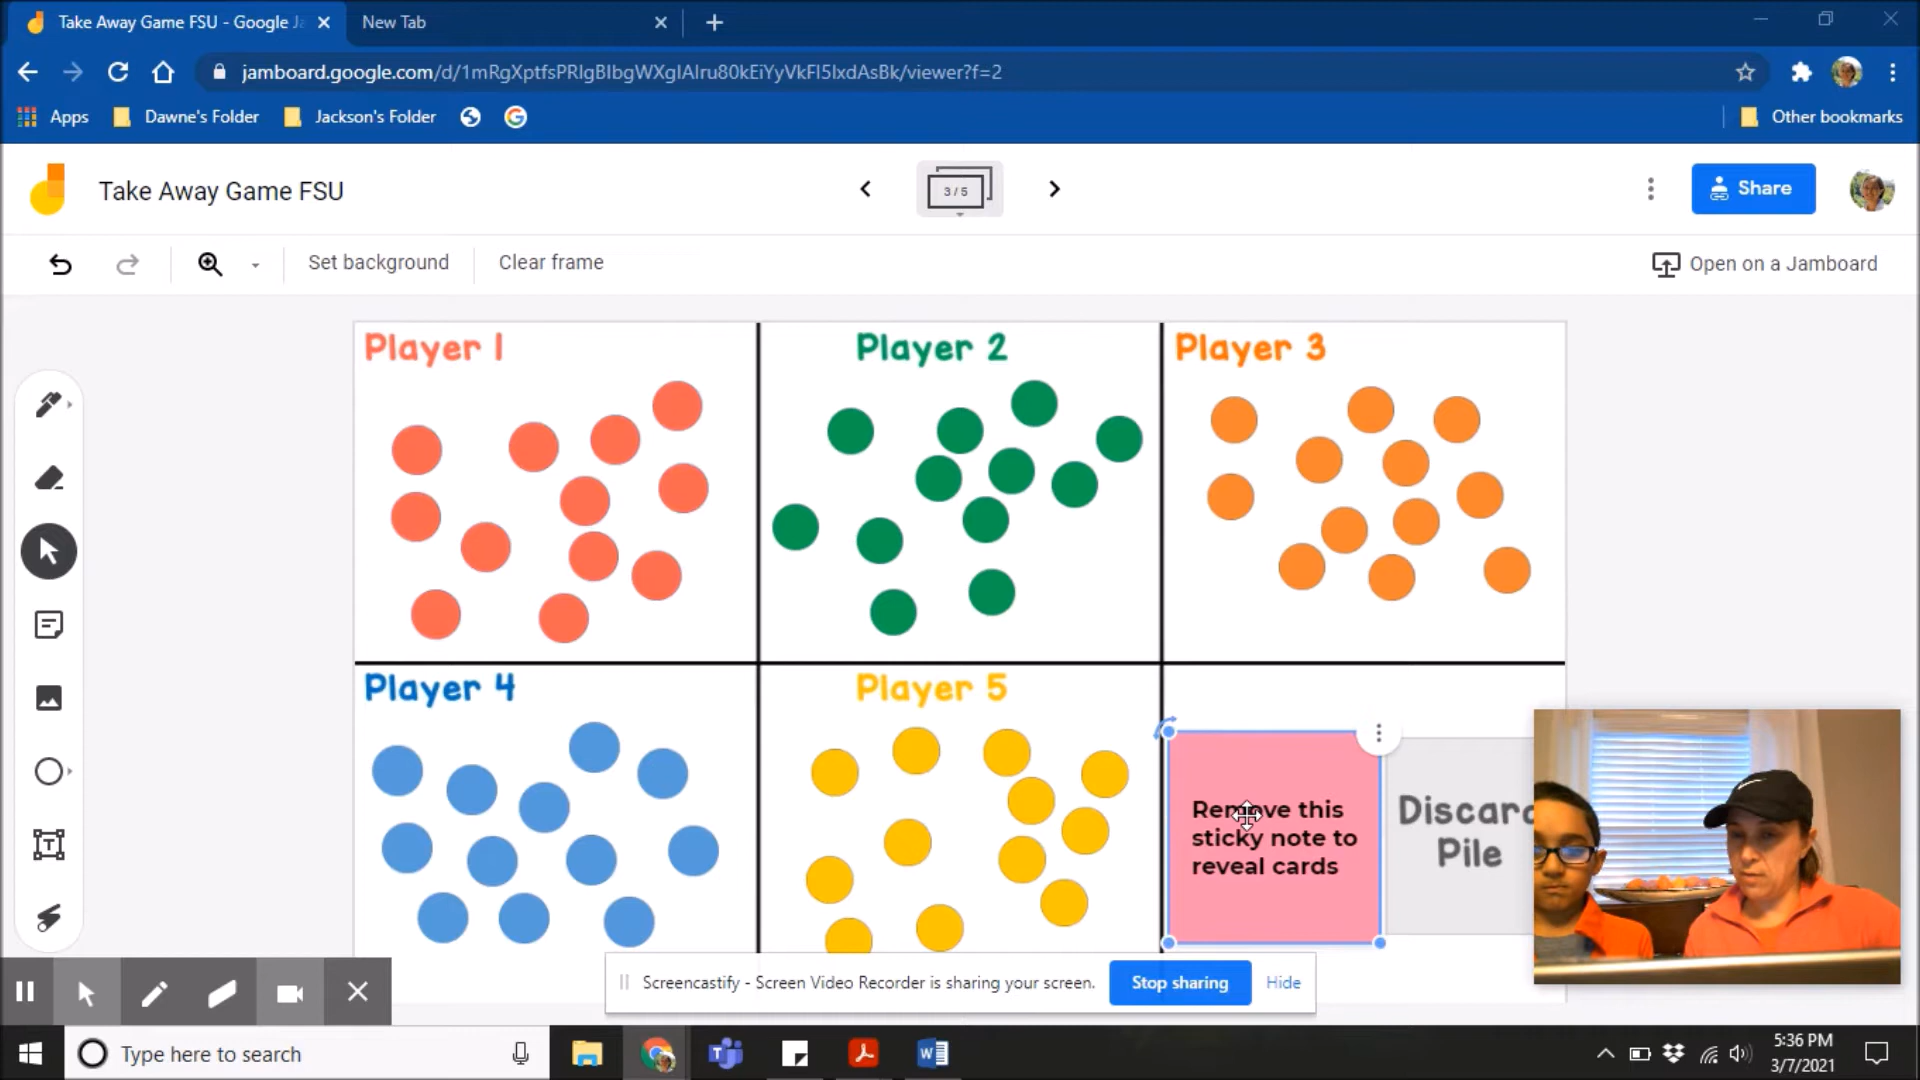 Take Away Game FSU - Google Ja
New Tab
jamboard.google.com/d/1mRgXptfsPRlgBIbgWXgIAIru80kEiYyVkFI5IxdAsBk/viewer?f=2
Apps
Dawne's Folder
Jackson's Folder
Other bookmarks
Take Away Game FSU
3 / 5
Share
Set background
Clear frame
Open on a Jamboard
Player 1
Player 2
Player 3
Player 4
Player 5
Remove this
sticky note to
reveal cards
Discard
Pile
Screencastify - Screen Video Recorder is sharing your screen.
Stop sharing
Hide
Type here to search
5:36 PM
3/7/2021